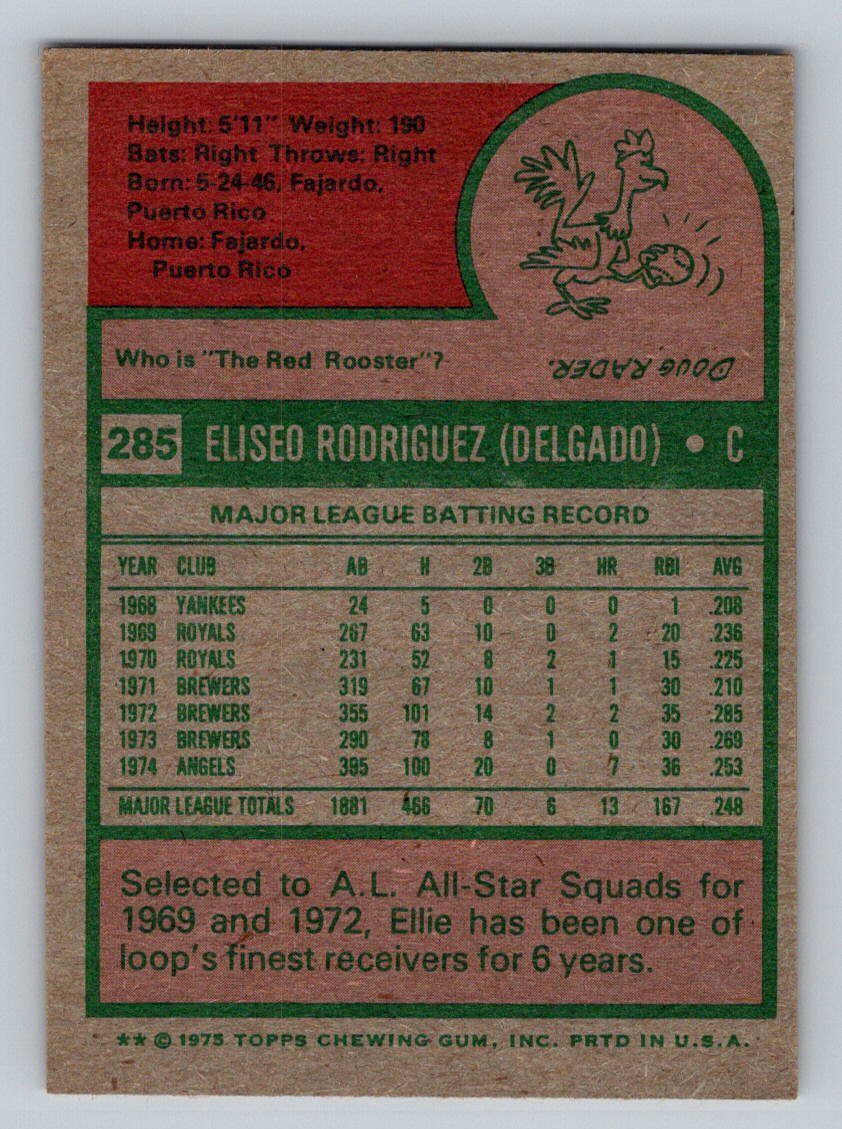 Height: 5'11" Weight: 190
Bats: Right Throws: Right
Born: 5-24-46, Fajardo,
Puerto Rico
Home: Fajardo,
Puerto Rico
Who is "The Red Rooster"?
DOUG RADER.
285 ELISEO RODRIGUEZ (DELGADO) • C
MAJOR LEAGUE BATTING RECORD
YEAR CLUB AB H 2B 3B HR RBI AVG
1968 YANKEES 24 5 0 0 0 1 .208
1969 ROYALS 267 63 10 0 2 20 .236
1970 ROYALS 231 52 8 2 1 15 .225
1971 BREWERS 319 67 10 1 1 30 .210
1972 BREWERS 355 101 14 2 2 35 .285
1973 BREWERS 290 78 8 1 0 30 .269
1974 ANGELS 395 100 20 0 7 36 .253
MAJOR LEAGUE TOTALS 1881 466 70 6 13 167 .248
Selected to A.L. All-Star Squads for
1969 and 1972, Ellie has been one of
loop's finest receivers for 6 years.
** © 1975 TOPPS CHEWING GUM, INC. PRTD IN U.S.A.